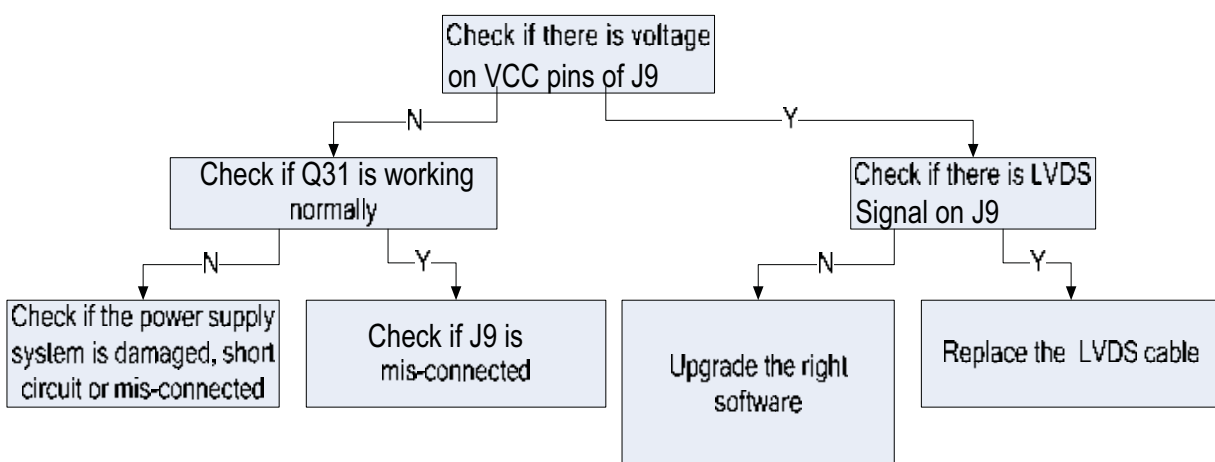 Check if there is voltage
on VCC pins of J9
N
Y
Check if Q31 is working
normally
Check if there is LVDS
Signal on J9
N
Y
N
Y
Check if the power supply
system is damaged, short
circuit or mis-connected
Check if J9 is
mis-connected
Upgrade the right
software
Replace the LVDS cable